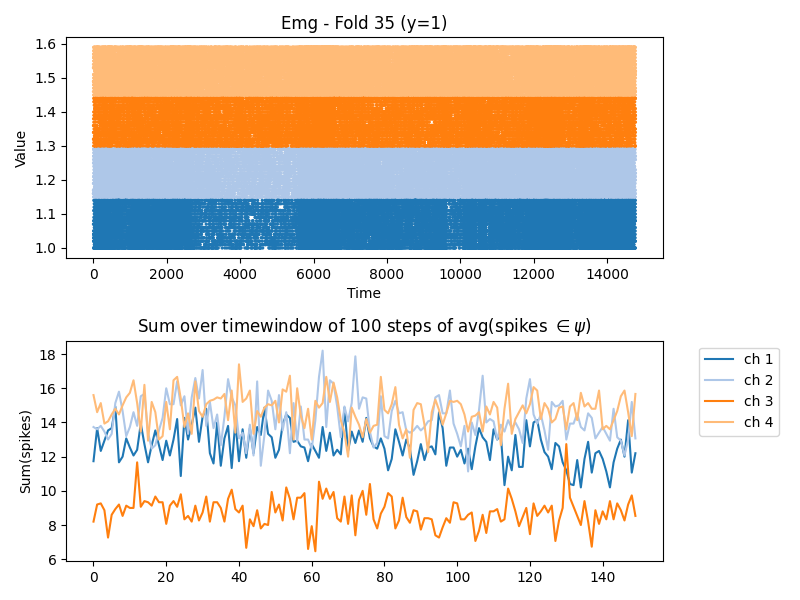 Emg - Fold 35 (y=1)
1.6
1.5
1.4
1.3
1.2
1.1
1.0
Value
0 2000 4000 6000 8000 10000 12000 14000
Time
Sum over timewindow of 100 steps of avg(spikes ∈ ψ)
18
16
14
12
10
8
6
Sum(spikes)
0 20 40 60 80 100 120 140
ch 1
ch 2
ch 3
ch 4